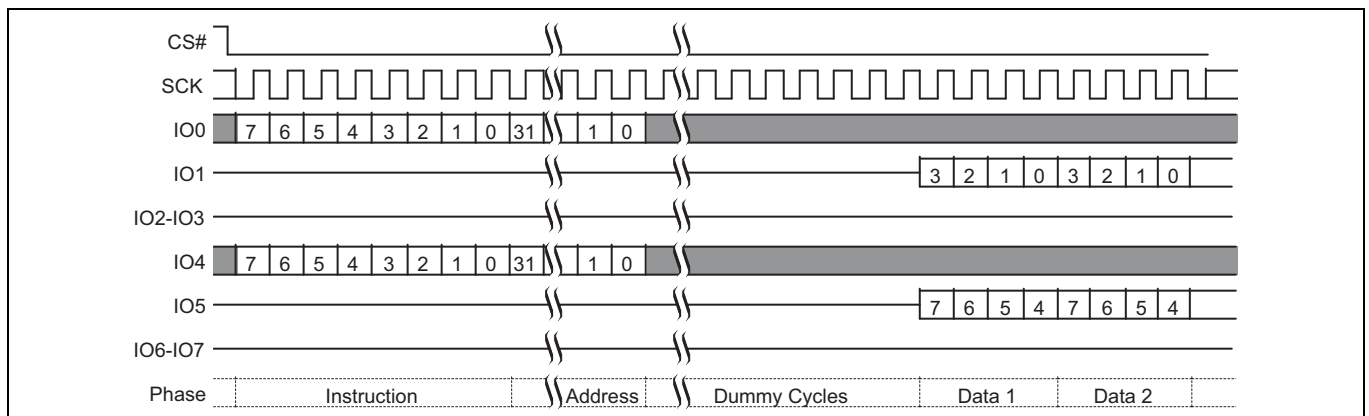 CS#
SCK
IO0 7 6 5 4 3 2 1 0 31 1 0
IO1 3 2 1 0 3 2 1 0
IO2-IO3
IO4 7 6 5 4 3 2 1 0 31 1 0
IO5 7 6 5 4 7 6 5 4
IO6-IO7
Phase Instruction Address Dummy Cycles Data 1 Data 2